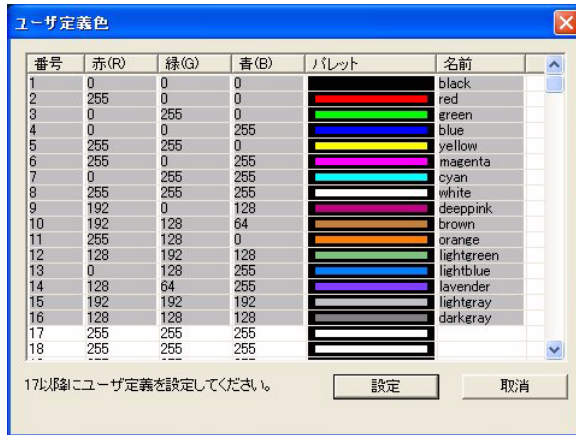 ユーザ定義色
番号 赤(R) 緑(G) 青(B) パレット 名前
1 0 0 0 black
2 255 0 0 red
3 0 255 0 green
4 0 0 255 blue
5 255 255 0 yellow
6 255 0 255 magenta
7 0 255 255 cyan
8 255 255 255 white
9 192 0 128 deeppink
10 192 128 64 brown
11 255 128 0 orange
12 128 192 128 lightgreen
13 0 128 255 lightblue
14 128 64 255 lavender
15 192 192 192 lightgray
16 128 128 128 darkgray
17 255 255 255
18 255 255 255
17以降にユーザ定義を設定してください。 設定 取消